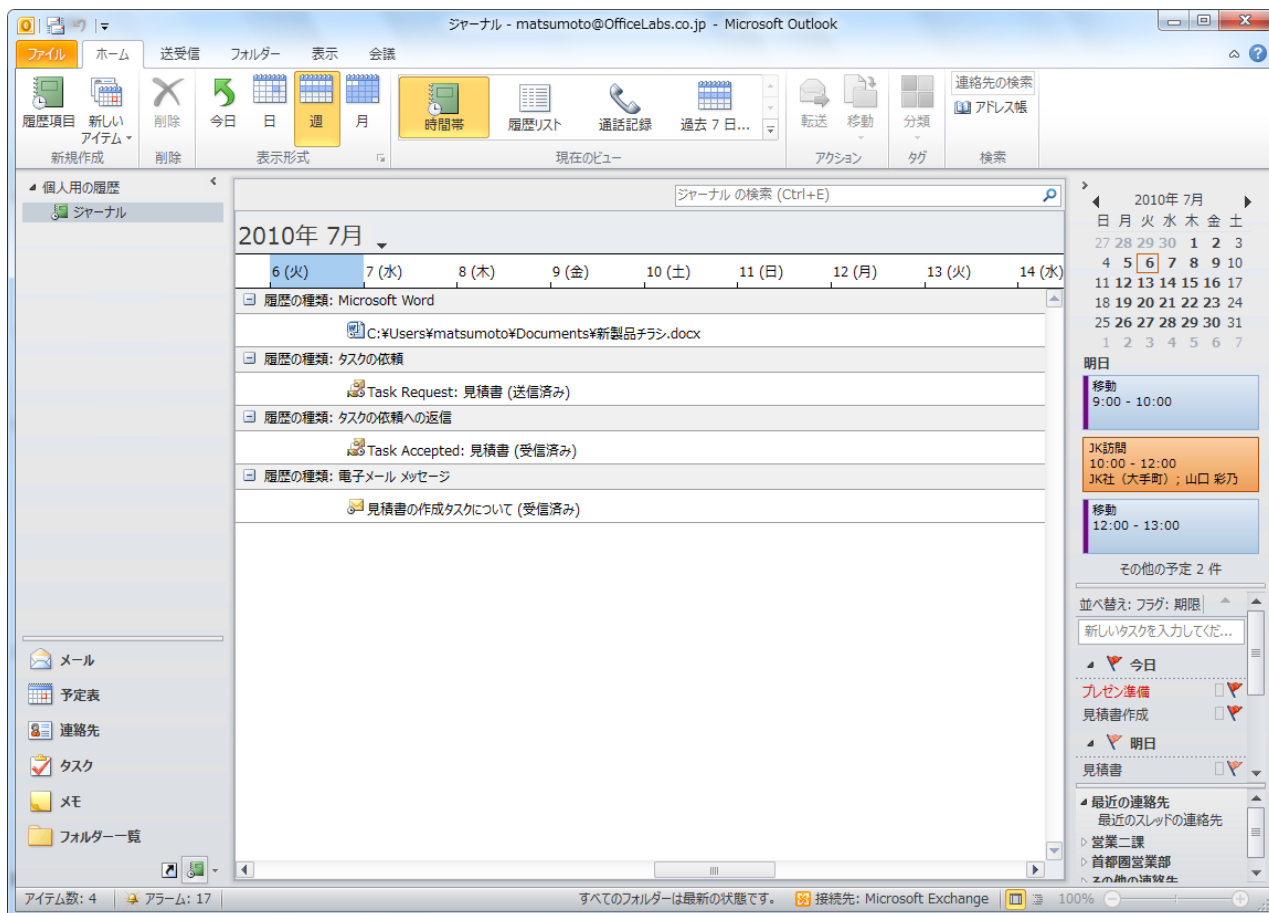 ジャーナル - matsumoto@OfficeLabs.co.jp - Microsoft Outlook
ファイル ホーム 送受信 フォルダー 表示 会議
履歴項目 新しいアイテム 削除 今日 日 週 月 時間帯 履歴リスト 通話記録 過去 7 日... 転送 移動 分類 連絡先の検索
アドレス帳
新規作成 削除 表示形式 現在のビュー アクション タグ 検索
個人用の履歴
ジャーナル
ジャーナル の検索 (Ctrl+E)
2010年 7月
6 (火) 7 (水) 8 (木) 9 (金) 10 (土) 11 (日) 12 (月) 13 (火) 14 (水)
履歴の種類: Microsoft Word
C:¥Users¥matsumoto¥Documents¥新製品チラシ.docx
履歴の種類: タスクの依頼
Task Request: 見積書 (送信済み)
履歴の種類: タスクの依頼への返信
Task Accepted: 見積書 (受信済み)
履歴の種類: 電子メール メッセージ
見積書の作成タスクについて (受信済み)
メール
予定表
連絡先
タスク
メモ
フォルダー一覧
2010年 7月
日 月 火 水 木 金 土
27 28 29 30 1 2 3
4 5 6 7 8 9 10
11 12 13 14 15 16 17
18 19 20 21 22 23 24
25 26 27 28 29 30 31
1 2 3 4 5 6 7
明日
移動
9:00 - 10:00
JK訪問
10:00 - 12:00
JK社（大手町）; 山口 彩乃
移動
12:00 - 13:00
その他の予定 2 件
並べ替え: フラグ: 期限
新しいタスクを入力してくだ...
今日
プレゼン準備
見積書作成
明日
見積書
最近の連絡先
最近のスレッドの連絡先
営業二課
首都圏営業部
その他の連絡先
アイテム数: 4 アラーム: 17 すべてのフォルダーは最新の状態です。 接続先: Microsoft Exchange 100%